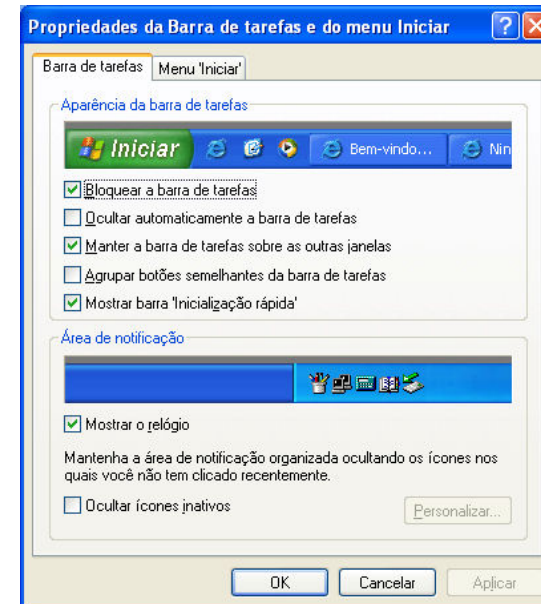 Propriedades da Barra de tarefas e do menu Iniciar
Barra de tarefas Menu 'Iniciar'
Aparência da barra de tarefas
Iniciar Bem-vindo... Nin
Bloquear a barra de tarefas
Ocultar automaticamente a barra de tarefas
Manter a barra de tarefas sobre as outras janelas
Agrupar botões semelhantes da barra de tarefas
Mostrar barra 'Inicialização rápida'
Área de notificação
Mostrar o relógio
Mantenha a área de notificação organizada ocultando os ícones nos
quais você não tem clicado recentemente.
Ocultar ícones inativos Personalizar...
OK Cancelar Aplicar